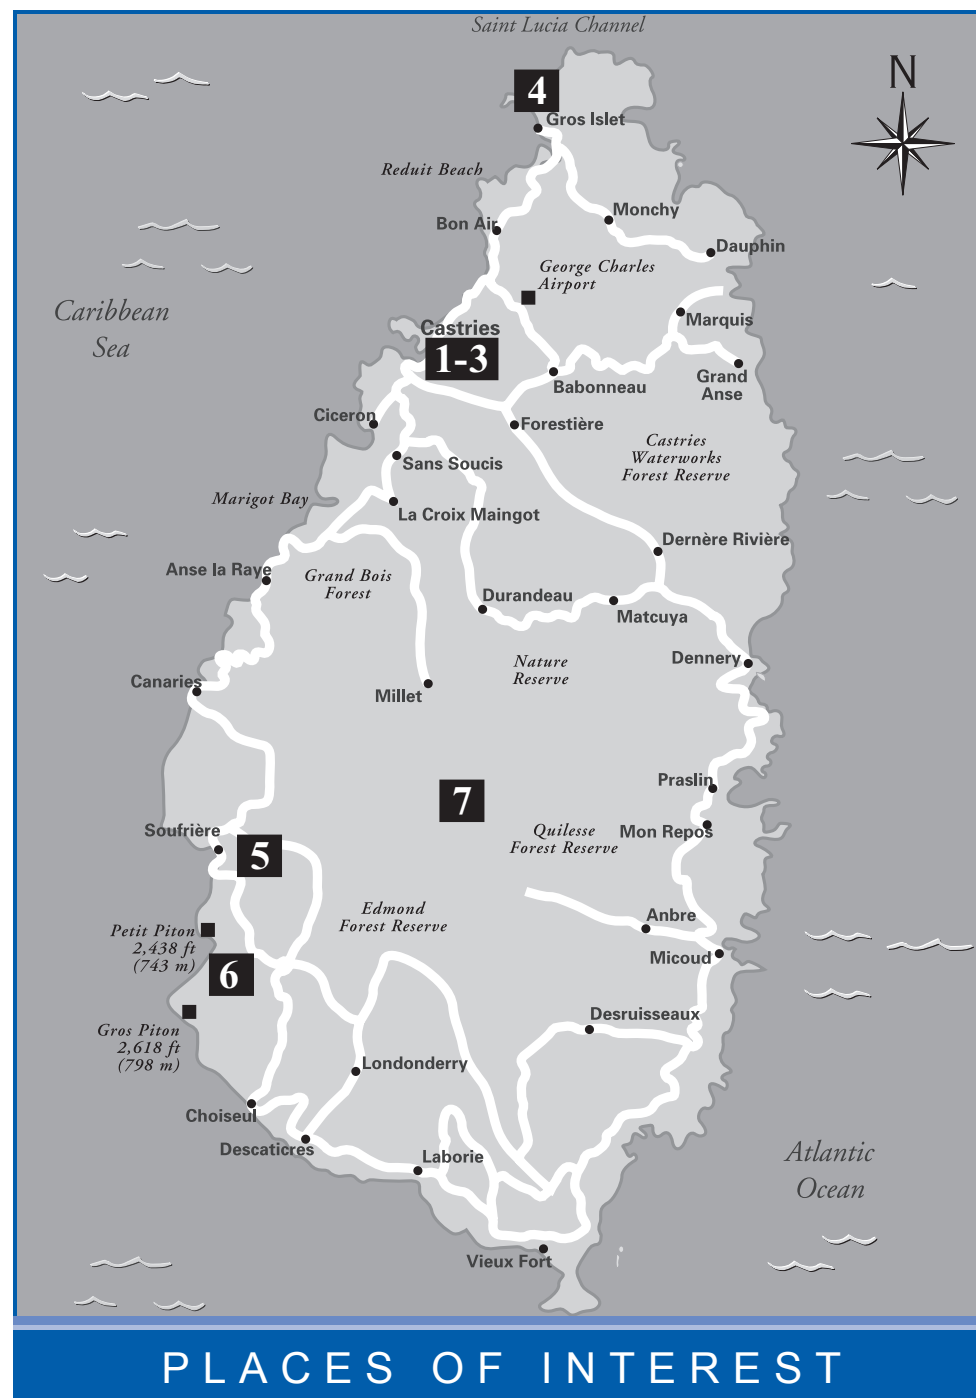 Saint Lucia Channel
N
4
Gros Islet
Reduit Beach
Monchy
Bon Air
Dauphin
George Charles
Airport
Caribbean
Sea
Marquis
Castries
1-3
Grand
Anse
Babonneau
Ciceron
Forestière
Castries
Waterworks
Forest Reserve
Sans Soucis
Marigot Bay
La Croix Maingot
Dernère Rivière
Anse la Raye
Grand Bois
Forest
Durandeau
Matcuya
Nature
Reserve
Dennery
Canaries
Millet
Praslin
7
Soufrière
Quilesse
Forest Reserve
Mon Repos
5
Edmond
Forest Reserve
Anbre
Petit Piton
2,438 ft
(743 m)
Micoud
6
Gros Piton
2,618 ft
(798 m)
Desruisseaux
Londonderry
Choiseul
Descaticres
Laborie
Atlantic
Ocean
Vieux Fort
PLACES OF INTEREST